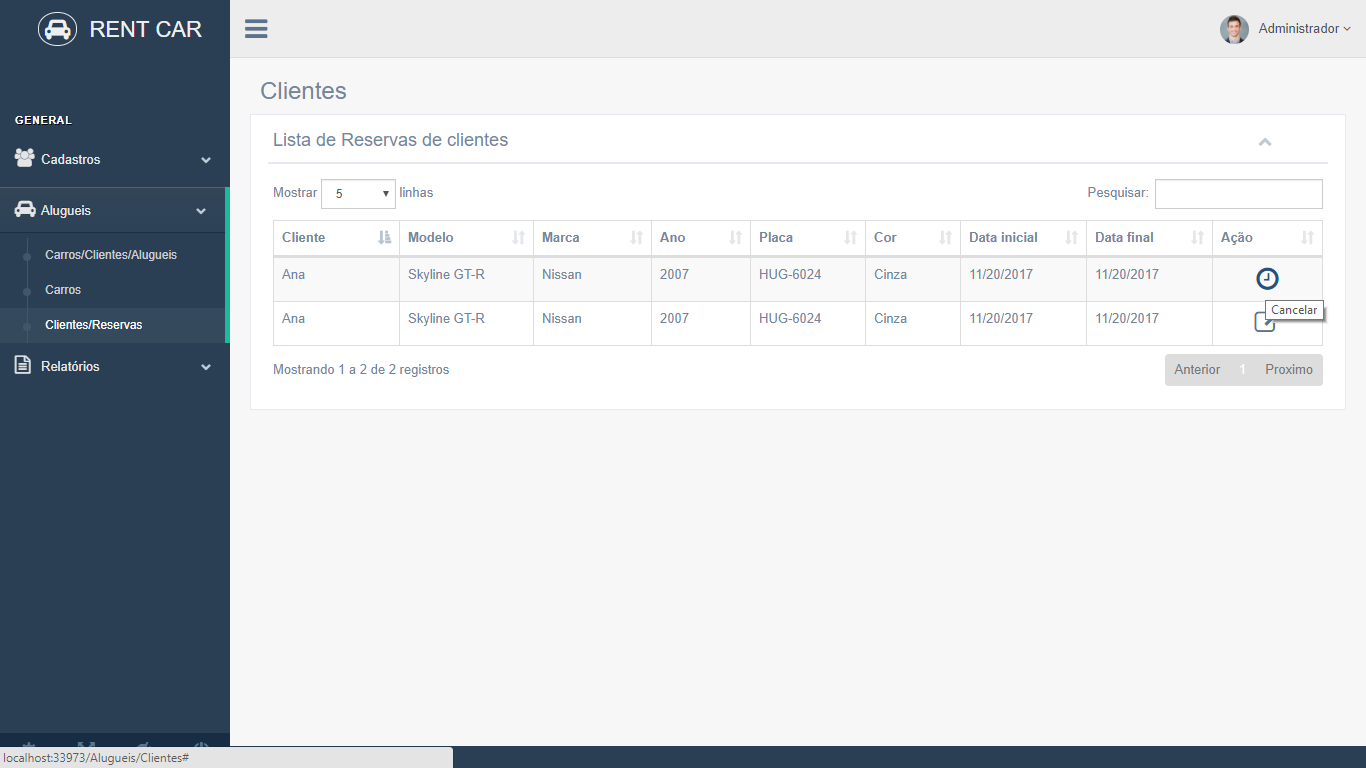 RENT CAR
Administrador
GENERAL
Cadastros
Alugueis
Carros/Clientes/Alugueis
Carros
Clientes/Reservas
Relatórios
Clientes
Lista de Reservas de clientes
Mostrar 5 linhas
Pesquisar:
Cliente Modelo Marca Ano Placa Cor Data inicial Data final Ação
Ana Skyline GT-R Nissan 2007 HUG-6024 Cinza 11/20/2017 11/20/2017
Cancelar
Ana Skyline GT-R Nissan 2007 HUG-6024 Cinza 11/20/2017 11/20/2017
Mostrando 1 a 2 de 2 registros
Anterior 1 Proximo
localhost:33973/Alugueis/Clientes#